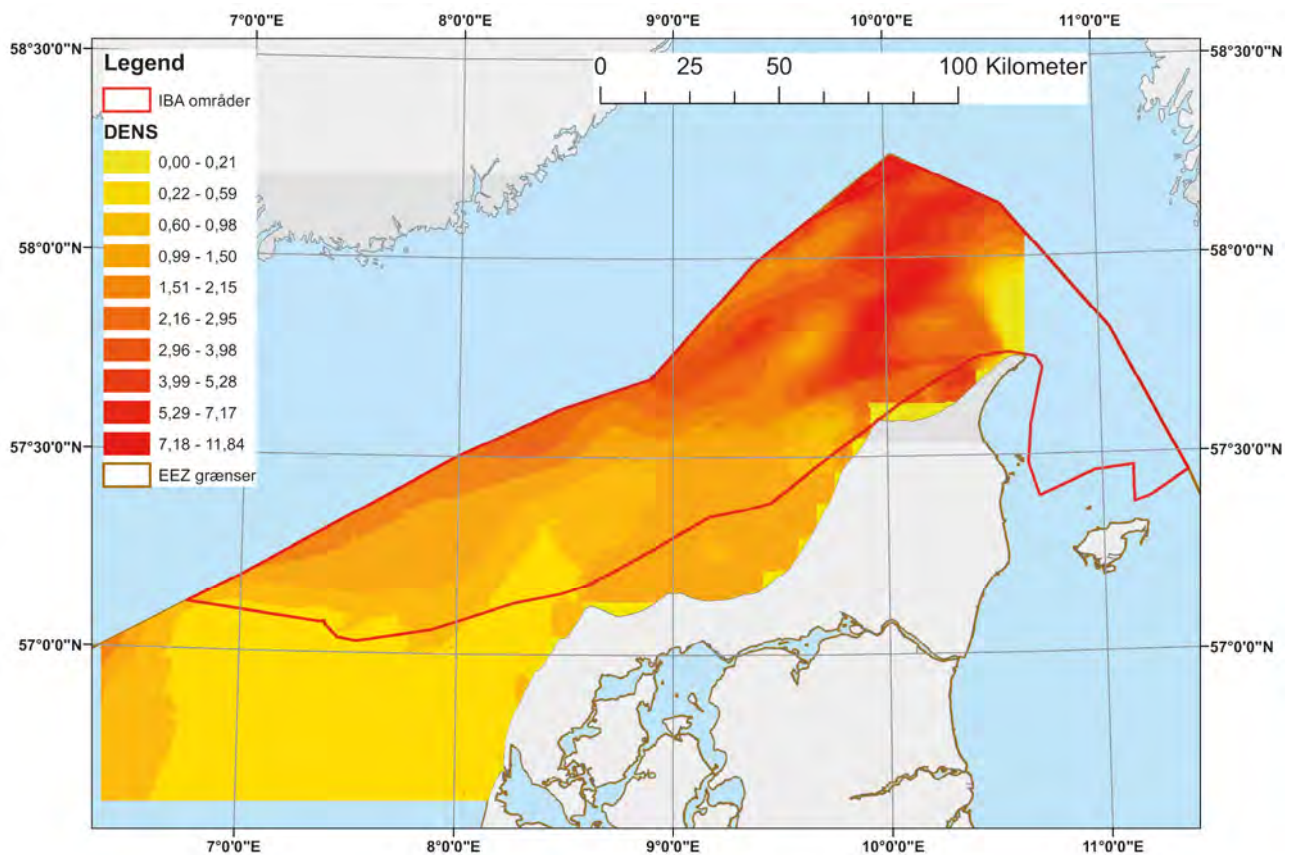 7°0'0"E 8°0'0"E 9°0'0"E 10°0'0"E 11°0'0"E
58°30'0"N 58°30'0"N
Legend
0 25 50 100 Kilometer
IBA områder
DENS
0,00 - 0,21
0,22 - 0,59
0,60 - 0,98
0,99 - 1,50
1,51 - 2,15
2,16 - 2,95
2,96 - 3,98
3,99 - 5,28
5,29 - 7,17
7,18 - 11,84
EEZ grænser
58°0'0"N 58°0'0"N
57°30'0"N 57°30'0"N
57°0'0"N 57°0'0"N
7°0'0"E 8°0'0"E 9°0'0"E 10°0'0"E 11°0'0"E